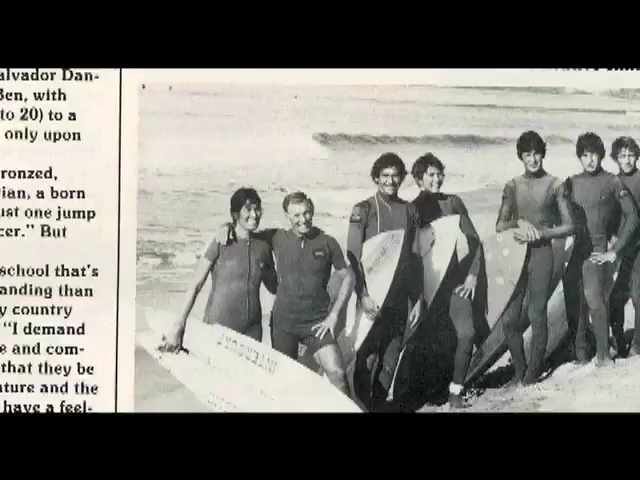 alvador Dan-
Ben, with
to 20) to a
only upon
ronzed,
rian, a born
ust one jump
cer." But
school that's
anding than
y country
"I demand
e and com-
that they be
ature and the
have a feel-